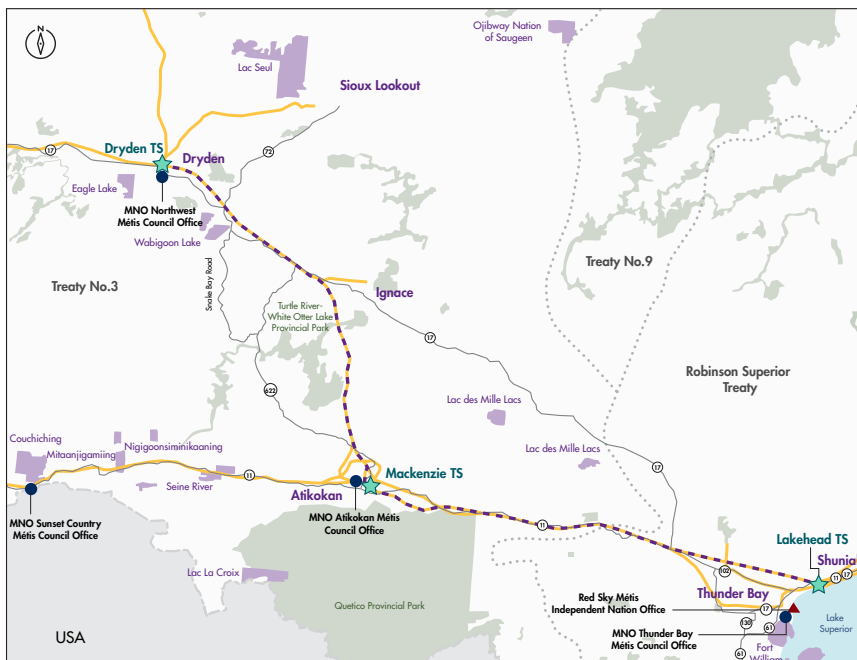 N
Ojibway Nation
of Saugeen
Lac Seul
Sioux Lookout
17
Dryden TS
Dryden
72
Eagle Lake
MNO Northwest
Métis Council Office
Wabigoon Lake
Treaty No.9
Treaty No.3
Snake Bay Road
Ignace
Turtle River-
White Otter Lake
Provincial Park
17
Robinson Superior
Treaty
622
Lac des Mille Lacs
Couchiching
Mitaanjigamiing
Nigigoonsiminikaaning
Lac des Mille Lacs
17
11
Seine River
Mackenzie TS
Atikokan
MNO Sunset Country
Métis Council Office
MNO Atikokan Métis
Council Office
11
Lakehead TS
Shuniah
102
11
17
Lac La Croix
Thunder Bay
Red Sky Métis
Independent Nation Office
17
Quetico Provincial Park
130
61
MNO Thunder Bay
Métis Council Office
Lake
Superior
USA
61
Fort
William